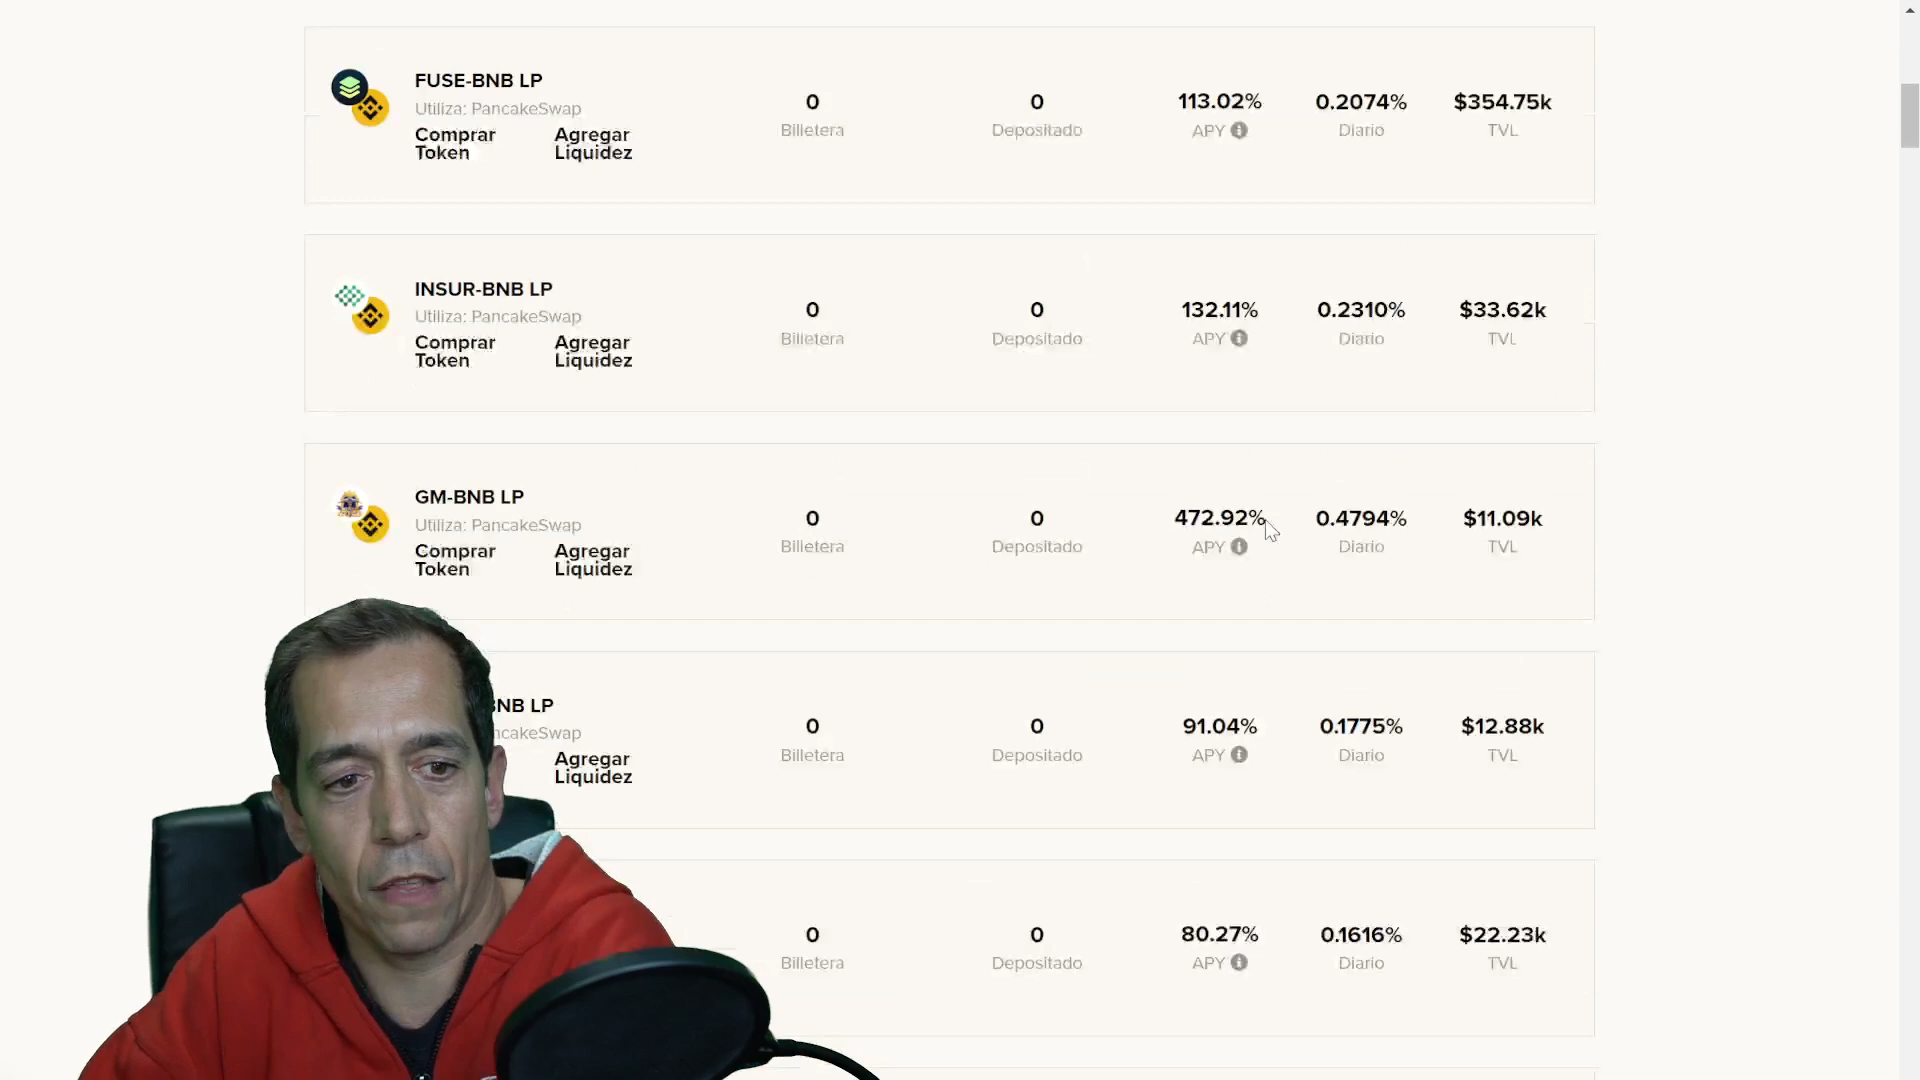 FUSE-BNB LP
Utiliza: PancakeSwap
Comprar Token
Agregar Liquidez
0
Billetera
0
Depositado
113.02%
APY
0.2074%
Diario
$354.75k
TVL
INSUR-BNB LP
Utiliza: PancakeSwap
Comprar Token
Agregar Liquidez
0
Billetera
0
Depositado
132.11%
APY
0.2310%
Diario
$33.62k
TVL
GM-BNB LP
Utiliza: PancakeSwap
Comprar Token
Agregar Liquidez
0
Billetera
0
Depositado
472.92%
APY
0.4794%
Diario
$11.09k
TVL
BNB LP
ncakeSwap
Agregar Liquidez
0
Billetera
0
Depositado
91.04%
APY
0.1775%
Diario
$12.88k
TVL
0
Billetera
0
Depositado
80.27%
APY
0.1616%
Diario
$22.23k
TVL